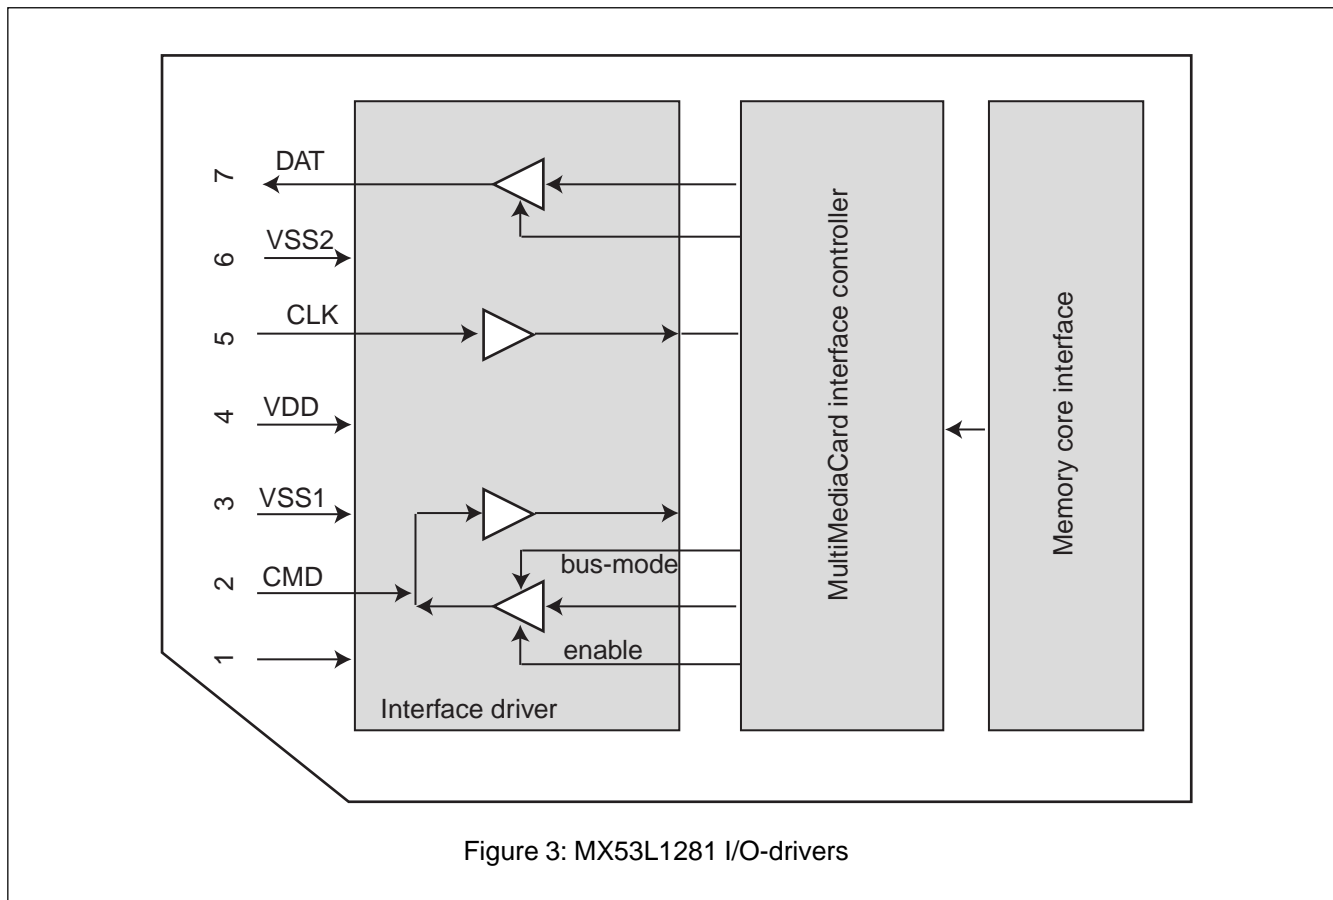 7 DAT
6 VSS2
5 CLK
4 VDD
3 VSS1
2 CMD
1
bus-mode
enable
Interface driver
MultiMediaCard interface controller
Memory core interface
Figure 3: MX53L1281 I/O-drivers